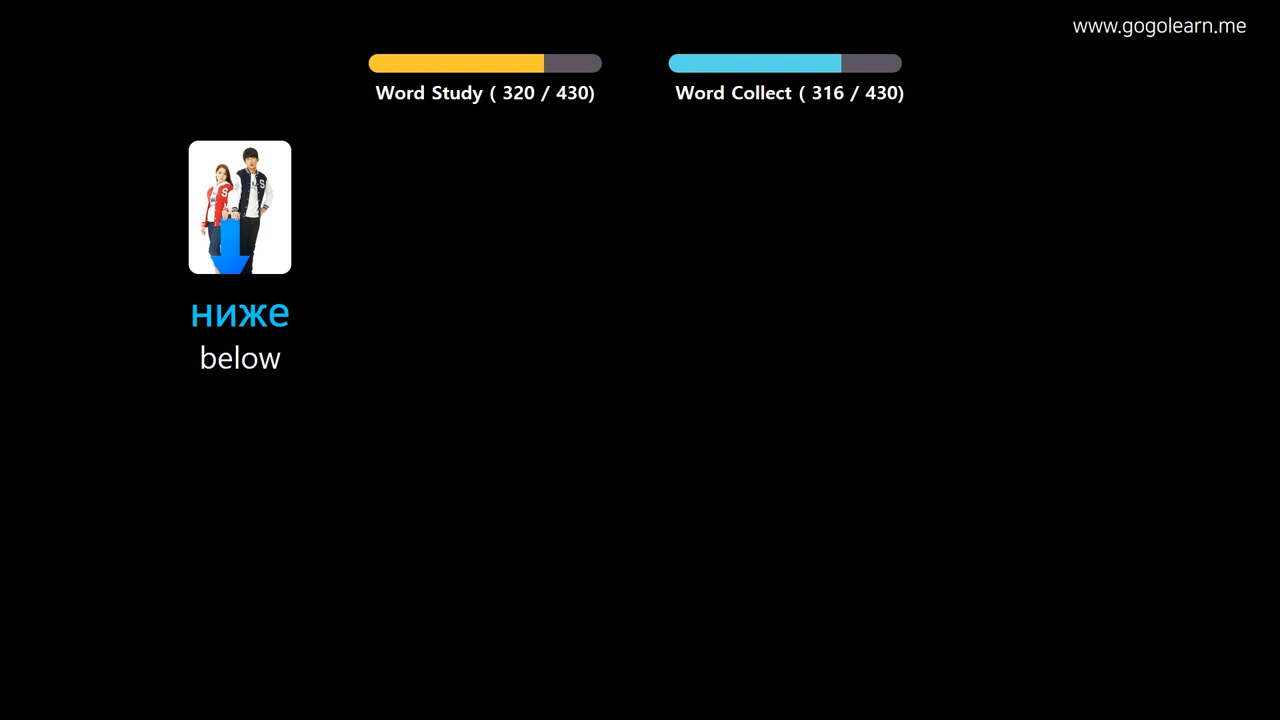 www.gogolearn.me
Word Study ( 320 / 430)
Word Collect ( 316 / 430)
S
S
ниже
below